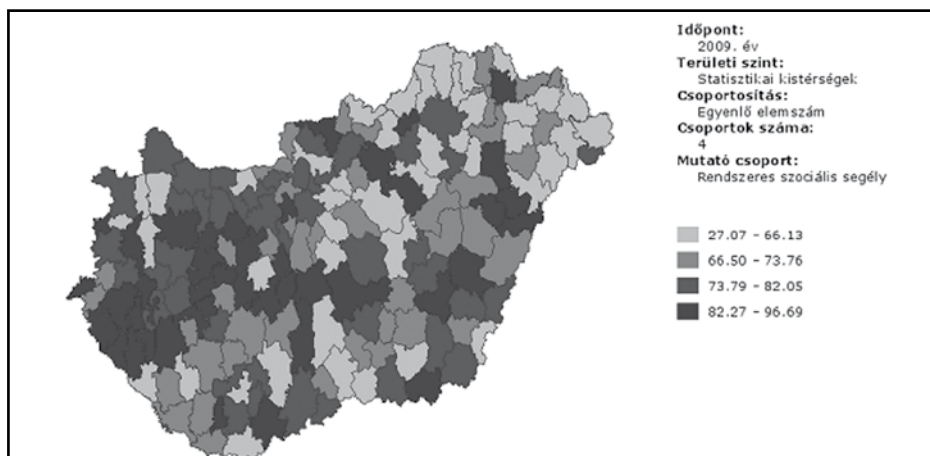 Időpont:
2009. év
Területi szint:
Statisztikai kistérségek
Csoportosítás:
Egyenlő elemszám
Csoportok száma:
4
Mutató csoport:
Rendszeres szociális segély
27.07 – 66.13
66.50 – 73.76
73.79 – 82.05
82.27 – 96.69